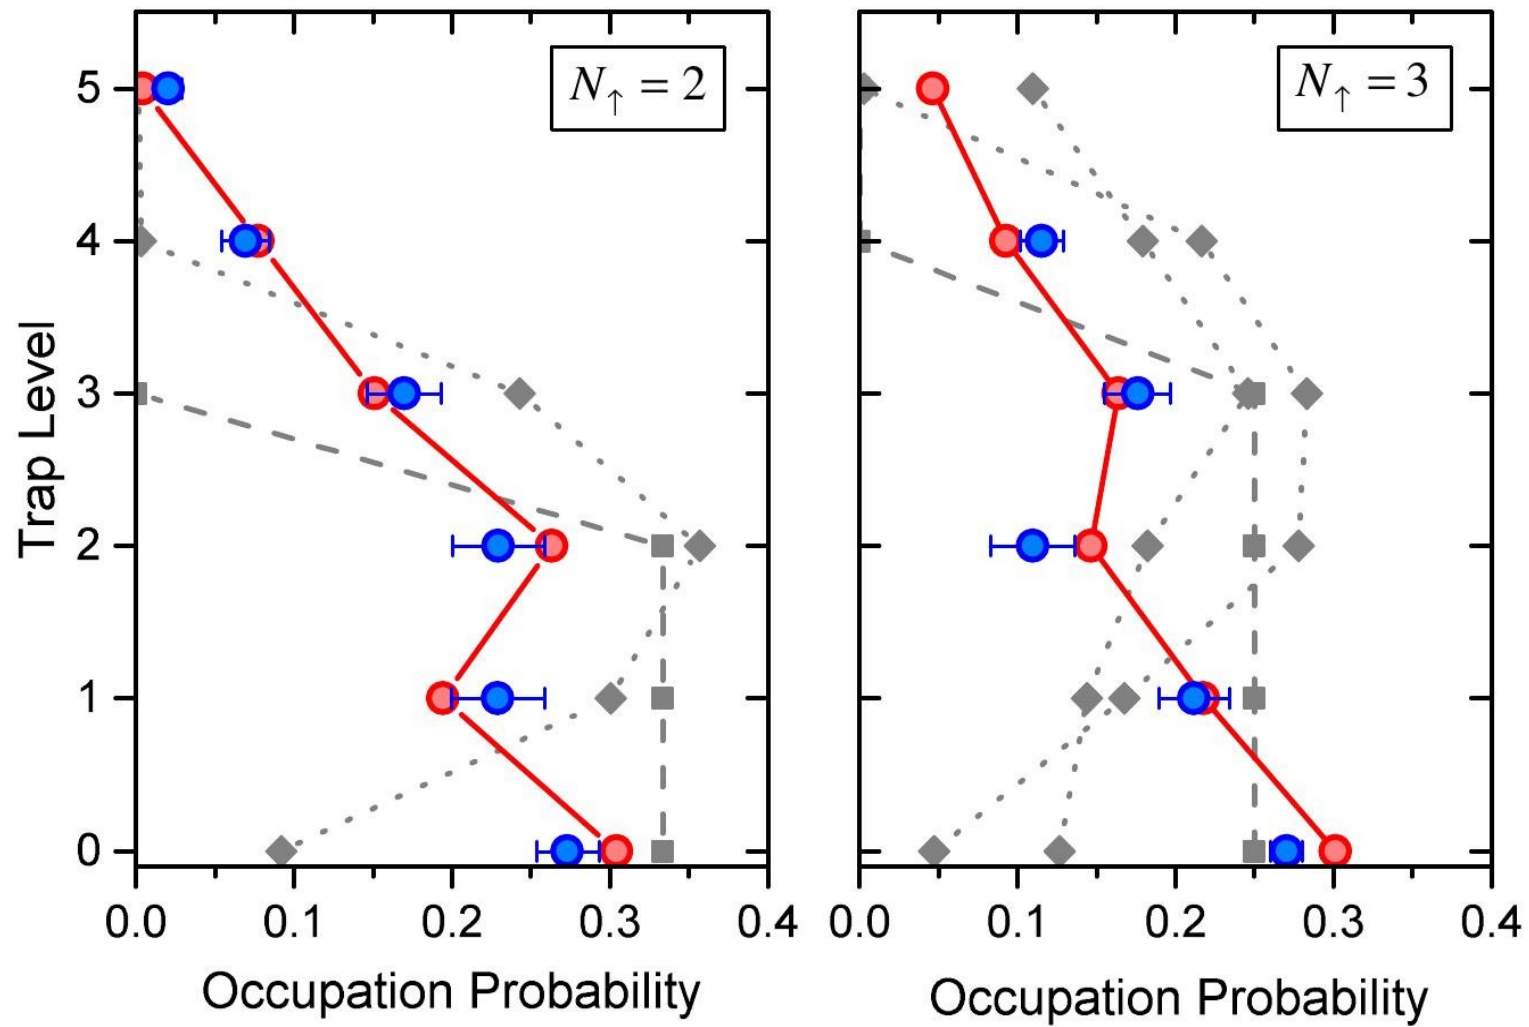 N↑ = 2
N↑ = 3
5
4
3
2
1
0
Trap Level
0.0 0.1 0.2 0.3 0.4
0.0 0.1 0.2 0.3 0.4
Occupation Probability
Occupation Probability